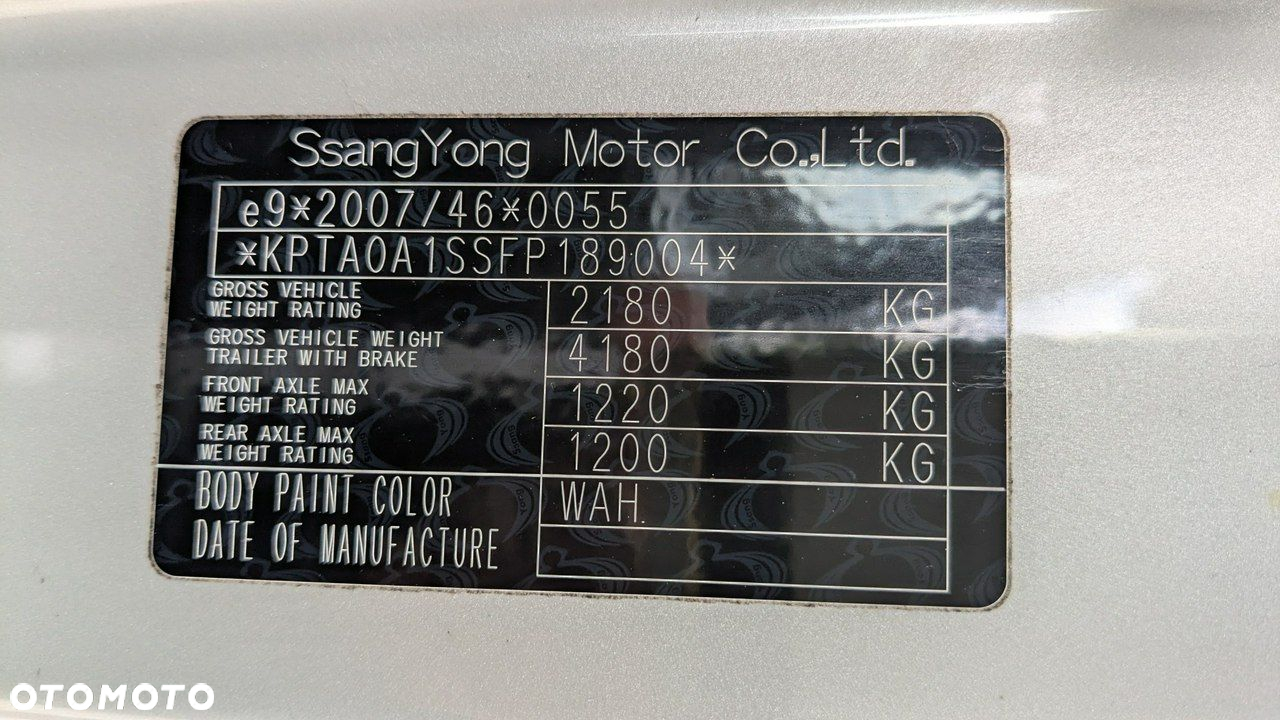 SsangYong Motor Co.,Ltd.
e9*2007/46*0055
*KPTA0A1SSFP189004*
GROSS VEHICLE
WEIGHT RATING
2180 KG
GROSS VEHICLE WEIGHT
TRAILER WITH BRAKE
4180 KG
FRONT AXLE MAX
WEIGHT RATING
1220 KG
REAR AXLE MAX
WEIGHT RATING
1200 KG
BODY PAINT COLOR
WAH.
DATE OF MANUFACTURE
OTOMOTO